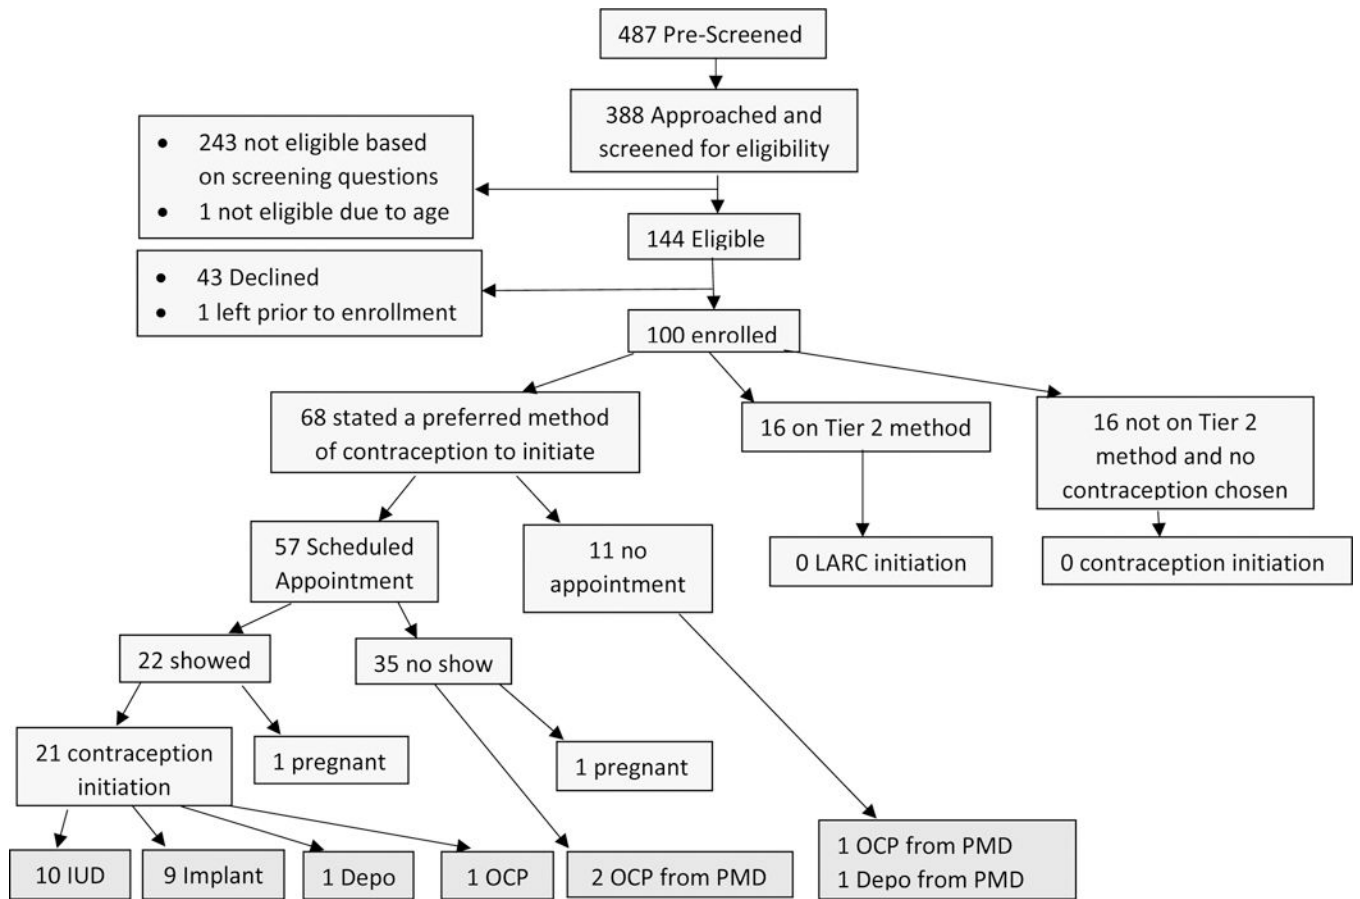 487 Pre-Screened
388 Approached and
screened for eligibility
• 243 not eligible based
on screening questions
• 1 not eligible due to age
144 Eligible
• 43 Declined
• 1 left prior to enrollment
100 enrolled
68 stated a preferred method
of contraception to initiate
16 on Tier 2 method
16 not on Tier 2
method and no
contraception chosen
57 Scheduled
Appointment
11 no
appointment
0 LARC initiation
0 contraception initiation
22 showed
35 no show
21 contraception
initiation
1 pregnant
1 pregnant
10 IUD
9 Implant
1 Depo
1 OCP
2 OCP from PMD
1 OCP from PMD
1 Depo from PMD